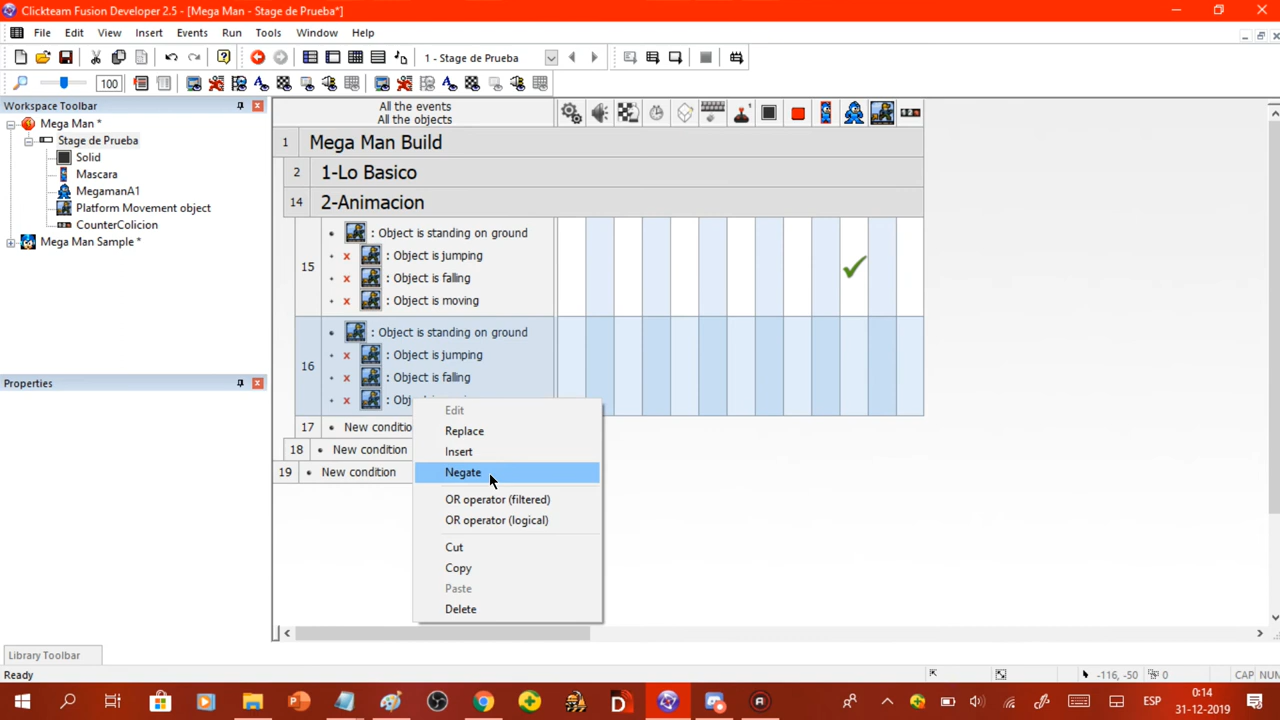 Clickteam Fusion Developer 2.5 - [Mega Man - Stage de Prueba*]
File Edit View Insert Events Run Tools Window Help
1 - Stage de Prueba
100
Workspace Toolbar
Mega Man *
Stage de Prueba
Solid
Mascara
MegamanA1
Platform Movement object
CounterColicion
Mega Man Sample *
Properties
Library Toolbar
All the events
All the objects
1 Mega Man Build
2 1-Lo Basico
14 2-Animacion
15
: Object is standing on ground
: Object is jumping
: Object is falling
: Object is moving
16
: Object is standing on ground
: Object is jumping
: Object is falling
: Obj
17 New conditio
18 New condition
19 New condition
Edit
Replace
Insert
Negate
OR operator (filtered)
OR operator (logical)
Cut
Copy
Paste
Delete
Ready
-116, -50
0
CAP NUM
ESP
0:14
31-12-2019